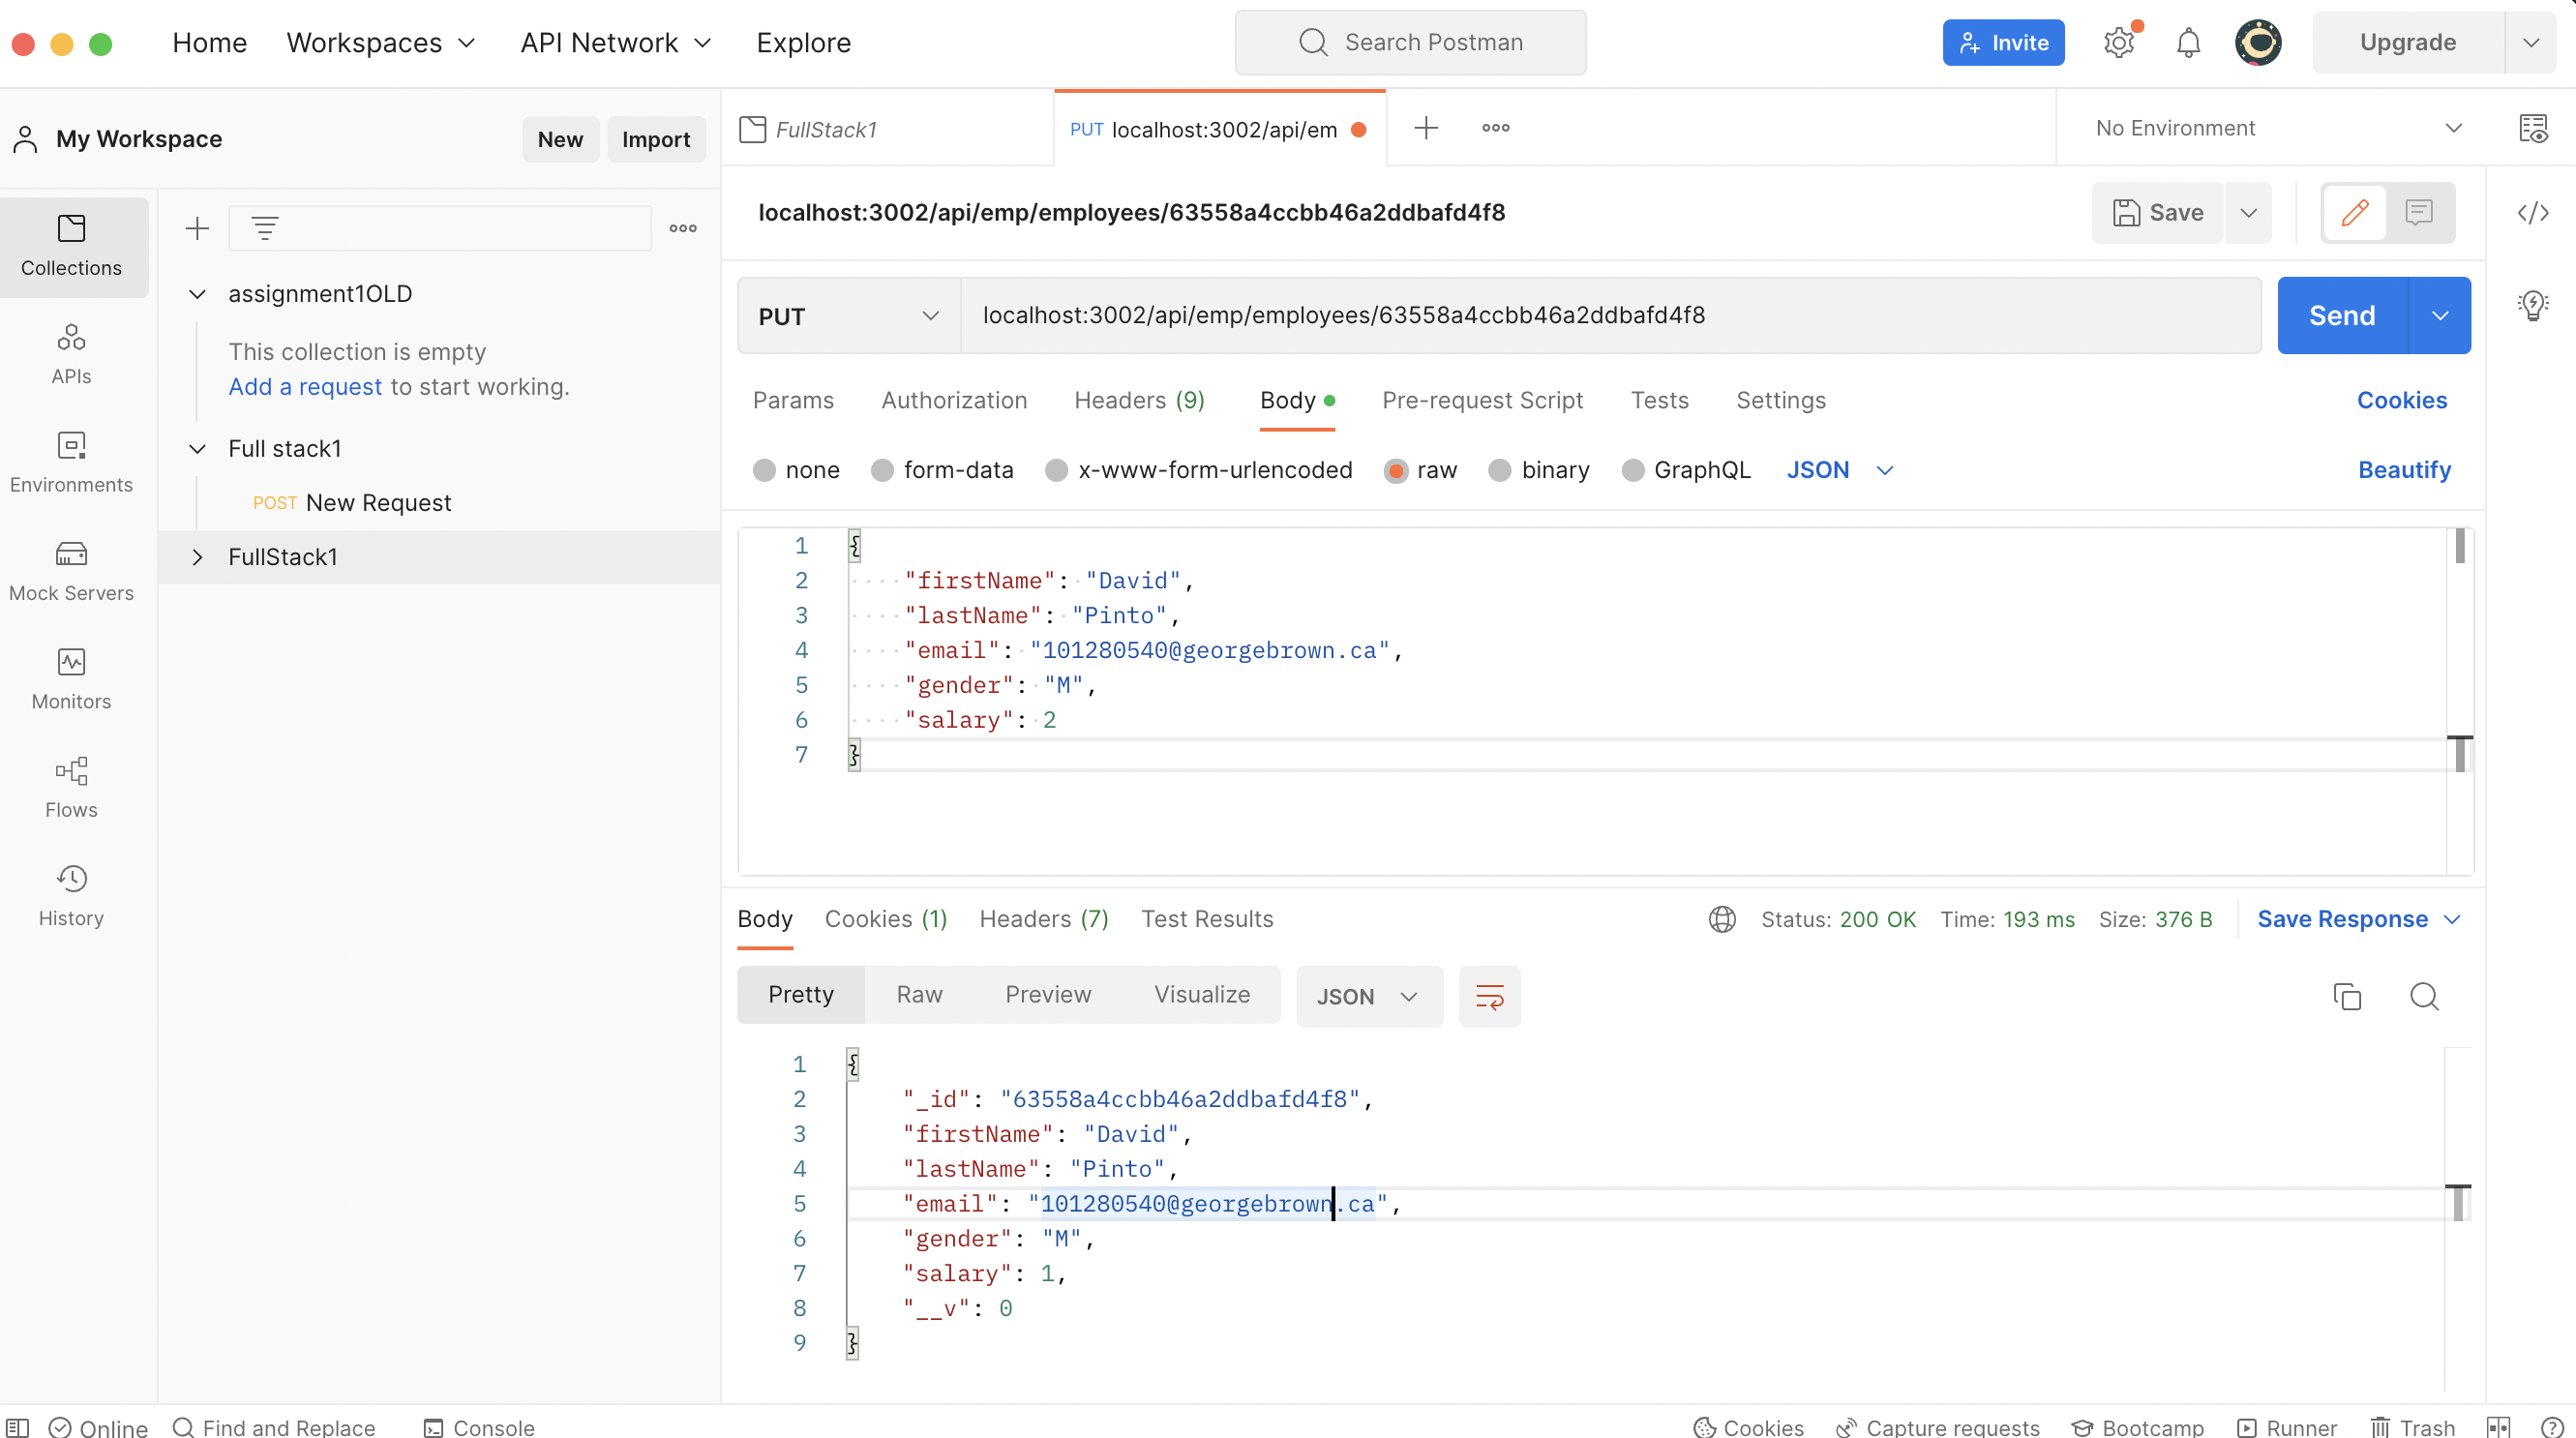 Home Workspaces API Network Explore Search Postman Invite Upgrade
My Workspace New Import
FullStack1 PUT localhost:3002/api/em No Environment
localhost:3002/api/emp/employees/63558a4ccbb46a2ddbafd4f8 Save
Collections
APIs
Environments
Mock Servers
Monitors
Flows
History
assignment1OLD
This collection is empty
Add a request to start working.
Full stack1
POST New Request
FullStack1
PUT localhost:3002/api/emp/employees/63558a4ccbb46a2ddbafd4f8 Send
Params Authorization Headers (9) Body Pre-request Script Tests Settings Cookies
none form-data x-www-form-urlencoded raw binary GraphQL JSON Beautify
1 {
2 "firstName": "David",
3 "lastName": "Pinto",
4 "email": "101280540@georgebrown.ca",
5 "gender": "M",
6 "salary": 2
7 }
Body Cookies (1) Headers (7) Test Results Status: 200 OK Time: 193 ms Size: 376 B Save Response
Pretty Raw Preview Visualize JSON
1 {
2 "_id": "63558a4ccbb46a2ddbafd4f8",
3 "firstName": "David",
4 "lastName": "Pinto",
5 "email": "101280540@georgebrown.ca",
6 "gender": "M",
7 "salary": 1,
8 "__v": 0
9 }
Online Find and Replace Console Cookies Capture requests Bootcamp Runner Trash